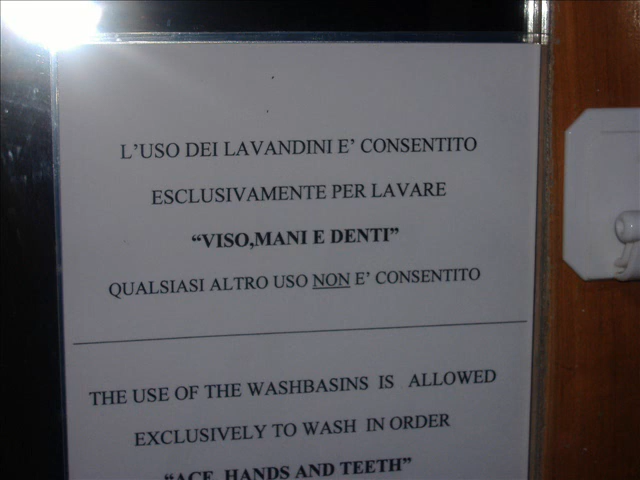 L'USO DEI LAVANDINI E' CONSENTITO
ESCLUSIVAMENTE PER LAVARE
"VISO,MANI E DENTI"
QUALSIASI ALTRO USO NON E' CONSENTITO
THE USE OF THE WASHBASINS IS ALLOWED
EXCLUSIVELY TO WASH IN ORDER
"ACE, HANDS AND TEETH"